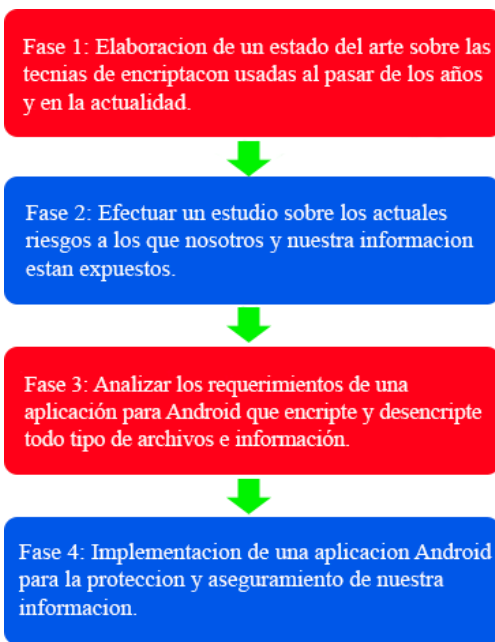 Fase 1: Elaboracion de un estado del arte sobre las
tecnias de encriptacon usadas al pasar de los años
y en la actualidad.
Fase 2: Efectuar un estudio sobre los actuales
riesgos a los que nosotros y nuestra informacion
estan expuestos.
Fase 3: Analizar los requerimientos de una
aplicación para Android que encripte y desencripte
todo tipo de archivos e información.
Fase 4: Implementacion de una aplicacion Android
para la proteccion y aseguramiento de nuestra
informacion.